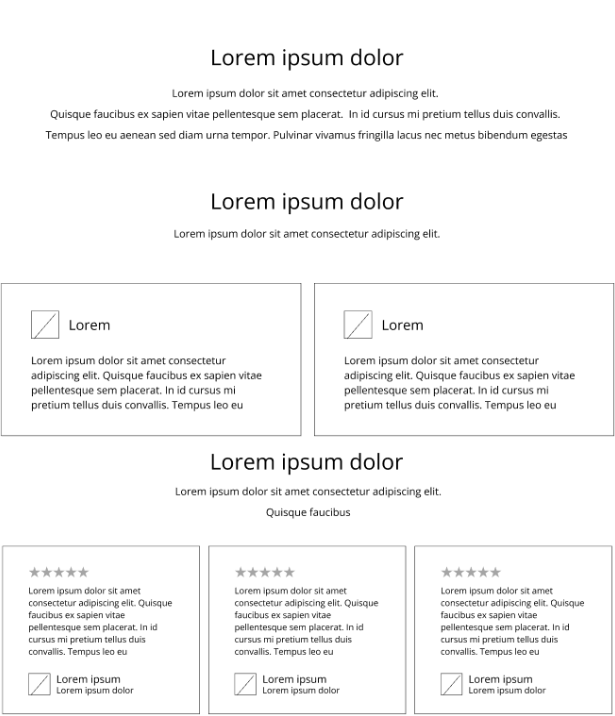 Lorem ipsum dolor
Lorem ipsum dolor sit amet consectetur adipiscing elit.
Quisque faucibus ex sapien vitae pellentesque sem placerat.  In id cursus mi pretium tellus duis convallis.
Tempus leo eu aenean sed diam urna tempor. Pulvinar vivamus fringilla lacus nec metus bibendum egestas
Lorem ipsum dolor
Lorem ipsum dolor sit amet consectetur adipiscing elit.
Lorem
Lorem ipsum dolor sit amet consectetur
adipiscing elit. Quisque faucibus ex sapien vitae
pellentesque sem placerat. In id cursus mi
pretium tellus duis convallis. Tempus leo eu
Lorem
Lorem ipsum dolor sit amet consectetur
adipiscing elit. Quisque faucibus ex sapien vitae
pellentesque sem placerat. In id cursus mi
pretium tellus duis convallis. Tempus leo eu
Lorem ipsum dolor
Lorem ipsum dolor sit amet consectetur adipiscing elit.
Quisque faucibus
★★★★★
Lorem ipsum dolor sit amet
consectetur adipiscing elit. Quisque
faucibus ex sapien vitae
pellentesque sem placerat. In id
cursus mi pretium tellus duis
convallis. Tempus leo eu
Lorem ipsum
Lorem ipsum dolor
★★★★★
Lorem ipsum dolor sit amet
consectetur adipiscing elit. Quisque
faucibus ex sapien vitae
pellentesque sem placerat. In id
cursus mi pretium tellus duis
convallis. Tempus leo eu
Lorem ipsum
Lorem ipsum dolor
★★★★★
Lorem ipsum dolor sit amet
consectetur adipiscing elit. Quisque
faucibus ex sapien vitae
pellentesque sem placerat. In id
cursus mi pretium tellus duis
convallis. Tempus leo eu
Lorem ipsum
Lorem ipsum dolor